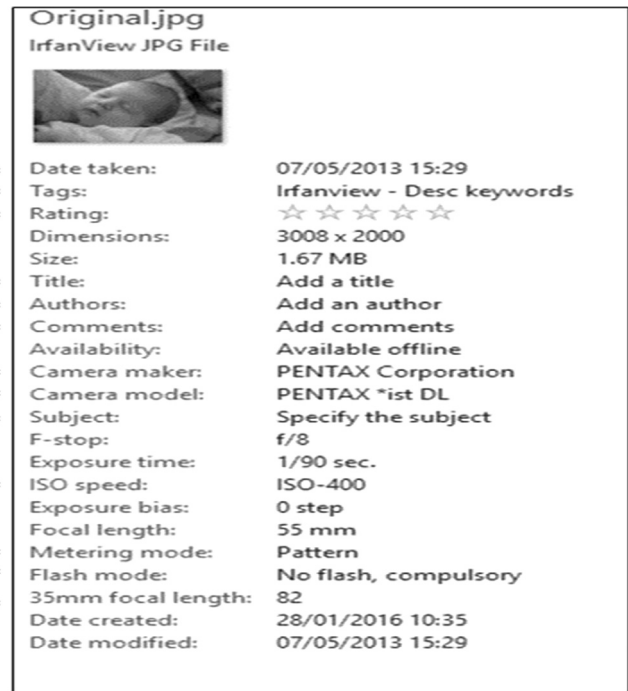 Original.jpg
IrfanView JPG File
Date taken: 07/05/2013 15:29
Tags: Irfanview - Desc keywords
Rating: ☆ ☆ ☆ ☆ ☆
Dimensions: 3008 x 2000
Size: 1.67 MB
Title: Add a title
Authors: Add an author
Comments: Add comments
Availability: Available offline
Camera maker: PENTAX Corporation
Camera model: PENTAX *ist DL
Subject: Specify the subject
F-stop: f/8
Exposure time: 1/90 sec.
ISO speed: ISO-400
Exposure bias: 0 step
Focal length: 55 mm
Metering mode: Pattern
Flash mode: No flash, compulsory
35mm focal length: 82
Date created: 28/01/2016 10:35
Date modified: 07/05/2013 15:29